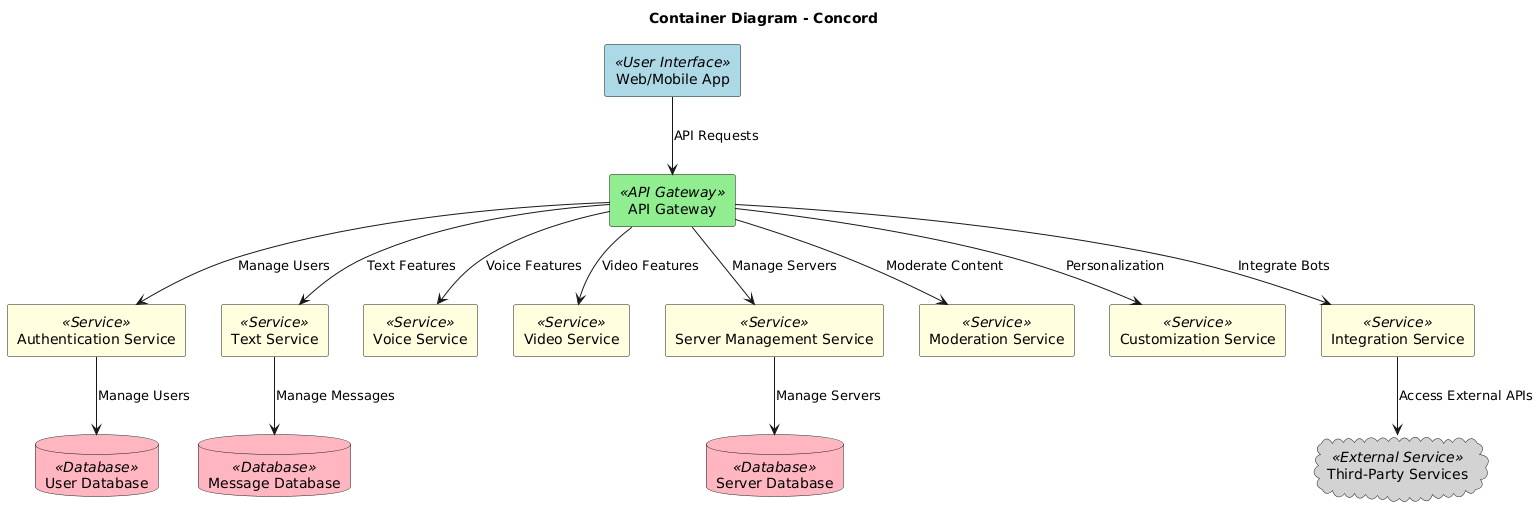 Container Diagram - Concord
«User Interface»
Web/Mobile App
API Requests
«API Gateway»
API Gateway
Manage Users
Text Features
Voice Features
Video Features
Manage Servers
Moderate Content
Personalization
Integrate Bots
«Service»
Authentication Service
«Service»
Text Service
«Service»
Voice Service
«Service»
Video Service
«Service»
Server Management Service
«Service»
Moderation Service
«Service»
Customization Service
«Service»
Integration Service
Manage Users
Manage Messages
Manage Servers
Access External APIs
«Database»
User Database
«Database»
Message Database
«Database»
Server Database
«External Service»
Third-Party Services